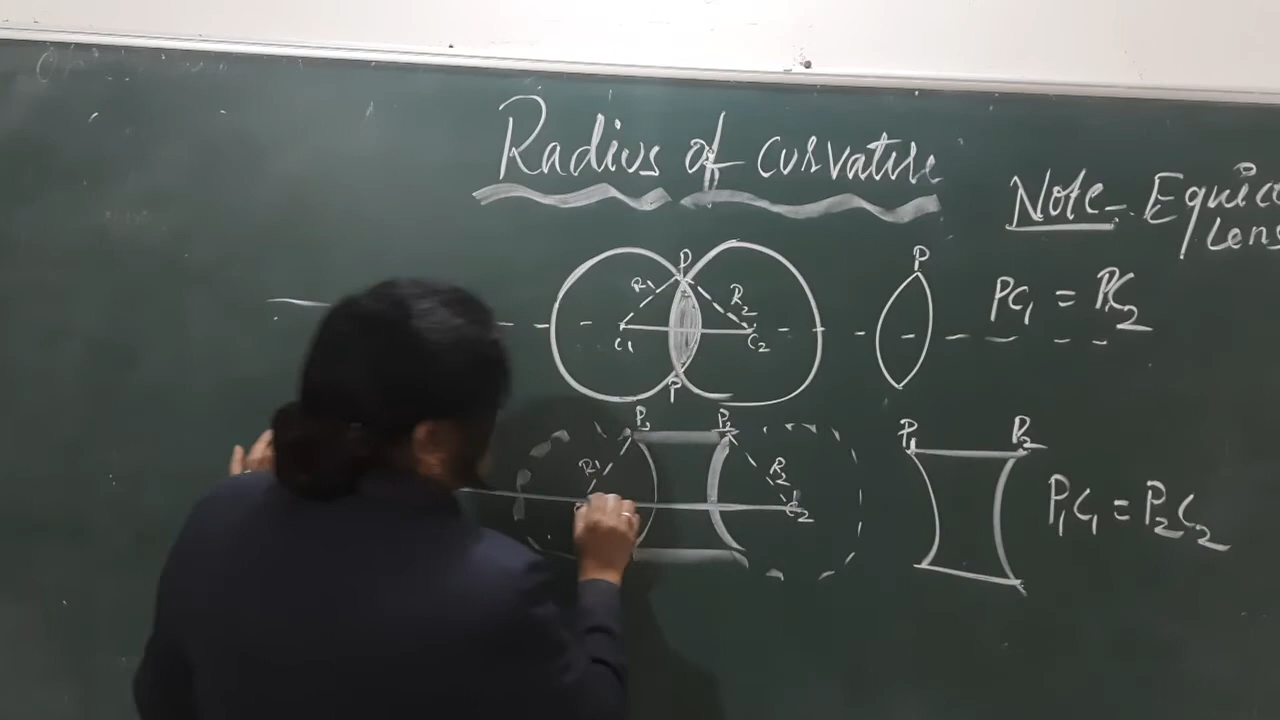 Radius of curvature
Note- Equico
Lens
P
R1
R2
C1
C2
P
P
PC1 = PC2
P1
P2
R1
R2
C2
P1
P2
P1C1 = P2C2